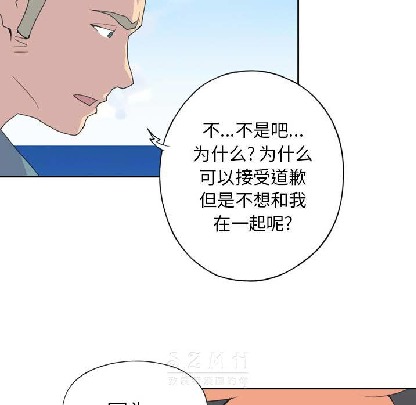 不...不是吧...
为什么? 为什么
可以接受道歉
但是不想和我
在一起呢?